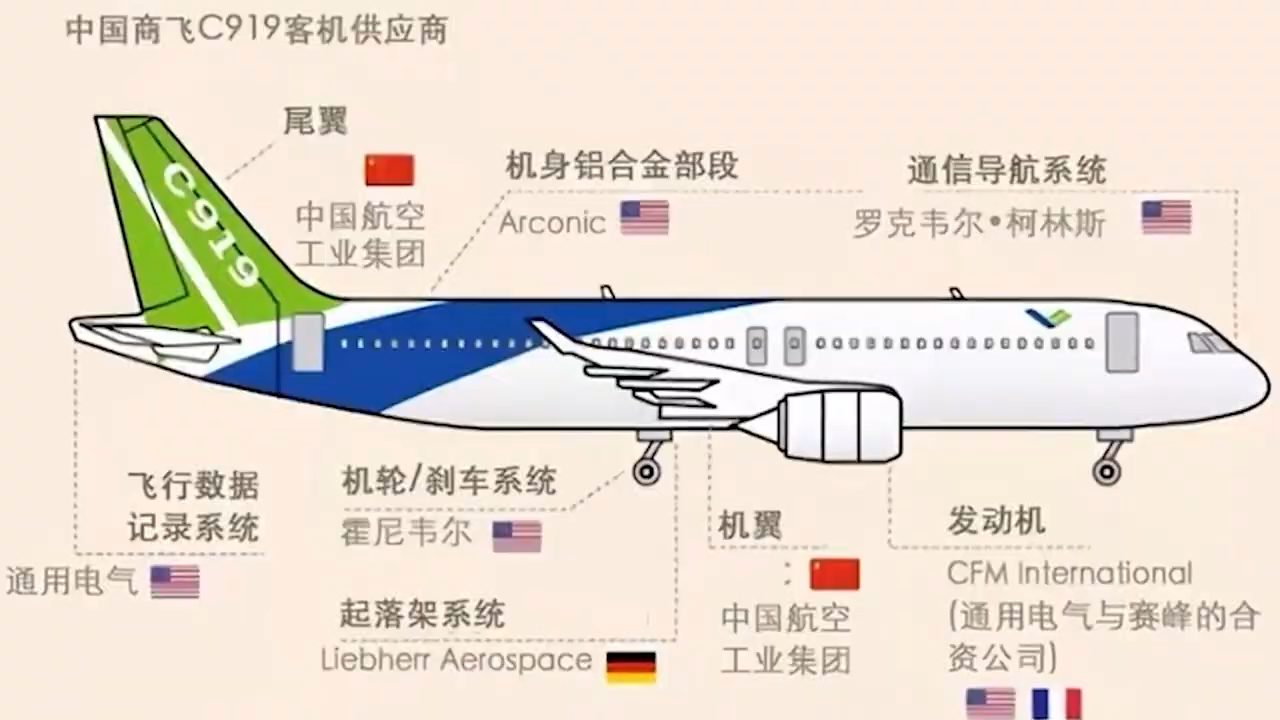 中国商飞C919客机供应商
尾翼
中国航空
工业集团
C919
机身铝合金部段
Arconic
通信导航系统
罗克韦尔•柯林斯
飞行数据
记录系统
通用电气
机轮/刹车系统
霍尼韦尔
起落架系统
Liebherr Aerospace
机翼
:
中国航空
工业集团
发动机
CFM International
(通用电气与赛峰的合
资公司)